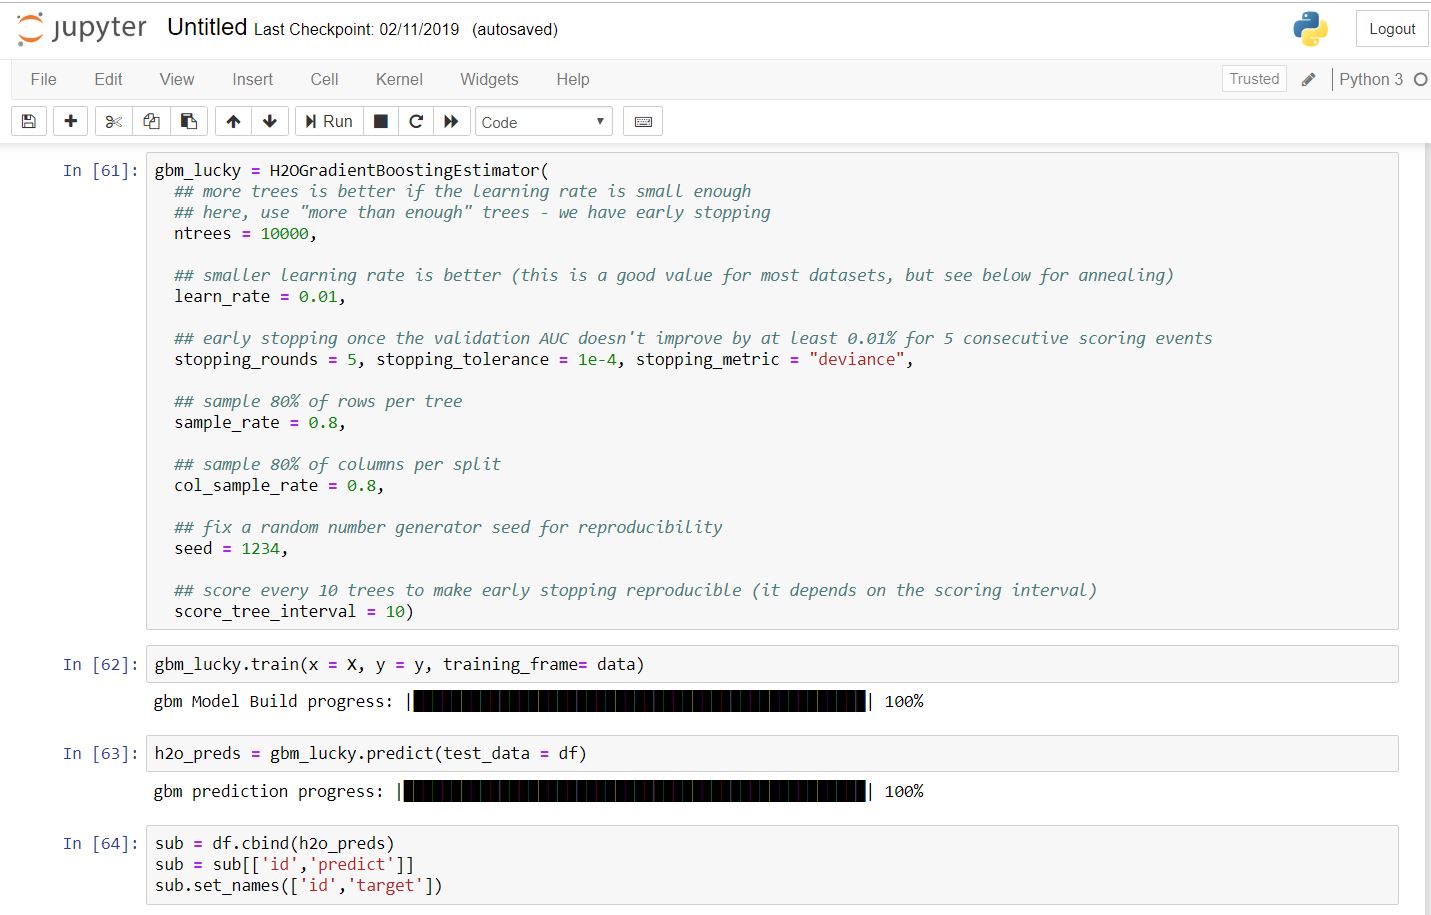 jupyter Untitled Last Checkpoint: 02/11/2019 (autosaved) Logout
File Edit View Insert Cell Kernel Widgets Help Trusted Python 3
Run Code
In [61]: gbm_lucky = H2OGradientBoostingEstimator(
## more trees is better if the learning rate is small enough
## here, use "more than enough" trees - we have early stopping
ntrees = 10000,
## smaller learning rate is better (this is a good value for most datasets, but see below for annealing)
learn_rate = 0.01,
## early stopping once the validation AUC doesn't improve by at least 0.01% for 5 consecutive scoring events
stopping_rounds = 5, stopping_tolerance = 1e-4, stopping_metric = "deviance",
## sample 80% of rows per tree
sample_rate = 0.8,
## sample 80% of columns per split
col_sample_rate = 0.8,
## fix a random number generator seed for reproducibility
seed = 1234,
## score every 10 trees to make early stopping reproducible (it depends on the scoring interval)
score_tree_interval = 10)
In [62]: gbm_lucky.train(x = X, y = y, training_frame= data)
gbm Model Build progress: |███████████████████████████████████████████████| 100%
In [63]: h2o_preds = gbm_lucky.predict(test_data = df)
gbm prediction progress: |████████████████████████████████████████████████| 100%
In [64]: sub = df.cbind(h2o_preds)
sub = sub[['id','predict']]
sub.set_names(['id','target'])